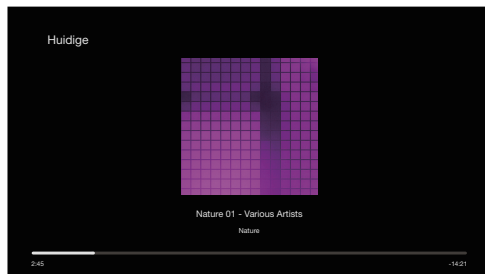 Huidige
Nature 01 - Various Artists
Nature
2:45
-14:21